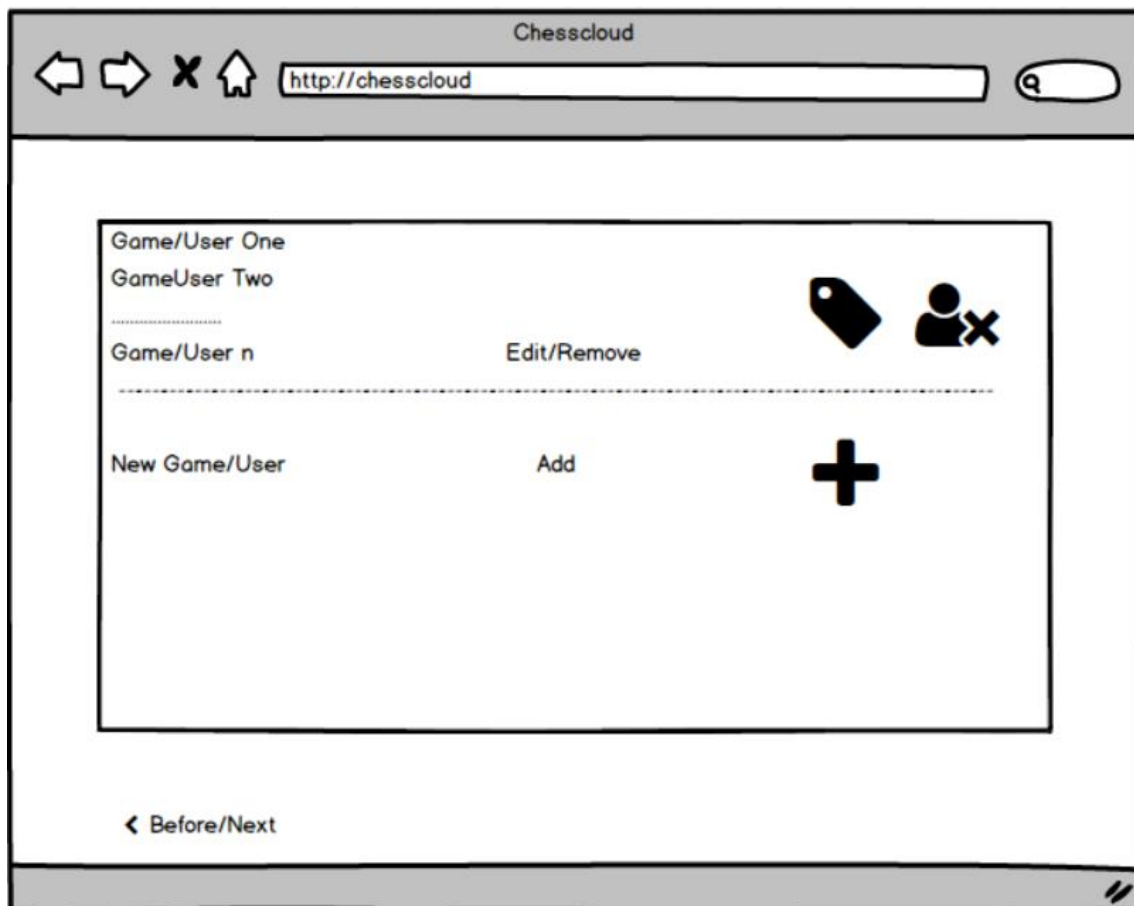 Chesscloud
http://chesscloud
Game/User One
GameUser Two
........................
Game/User n Edit/Remove
New Game/User Add
Before/Next